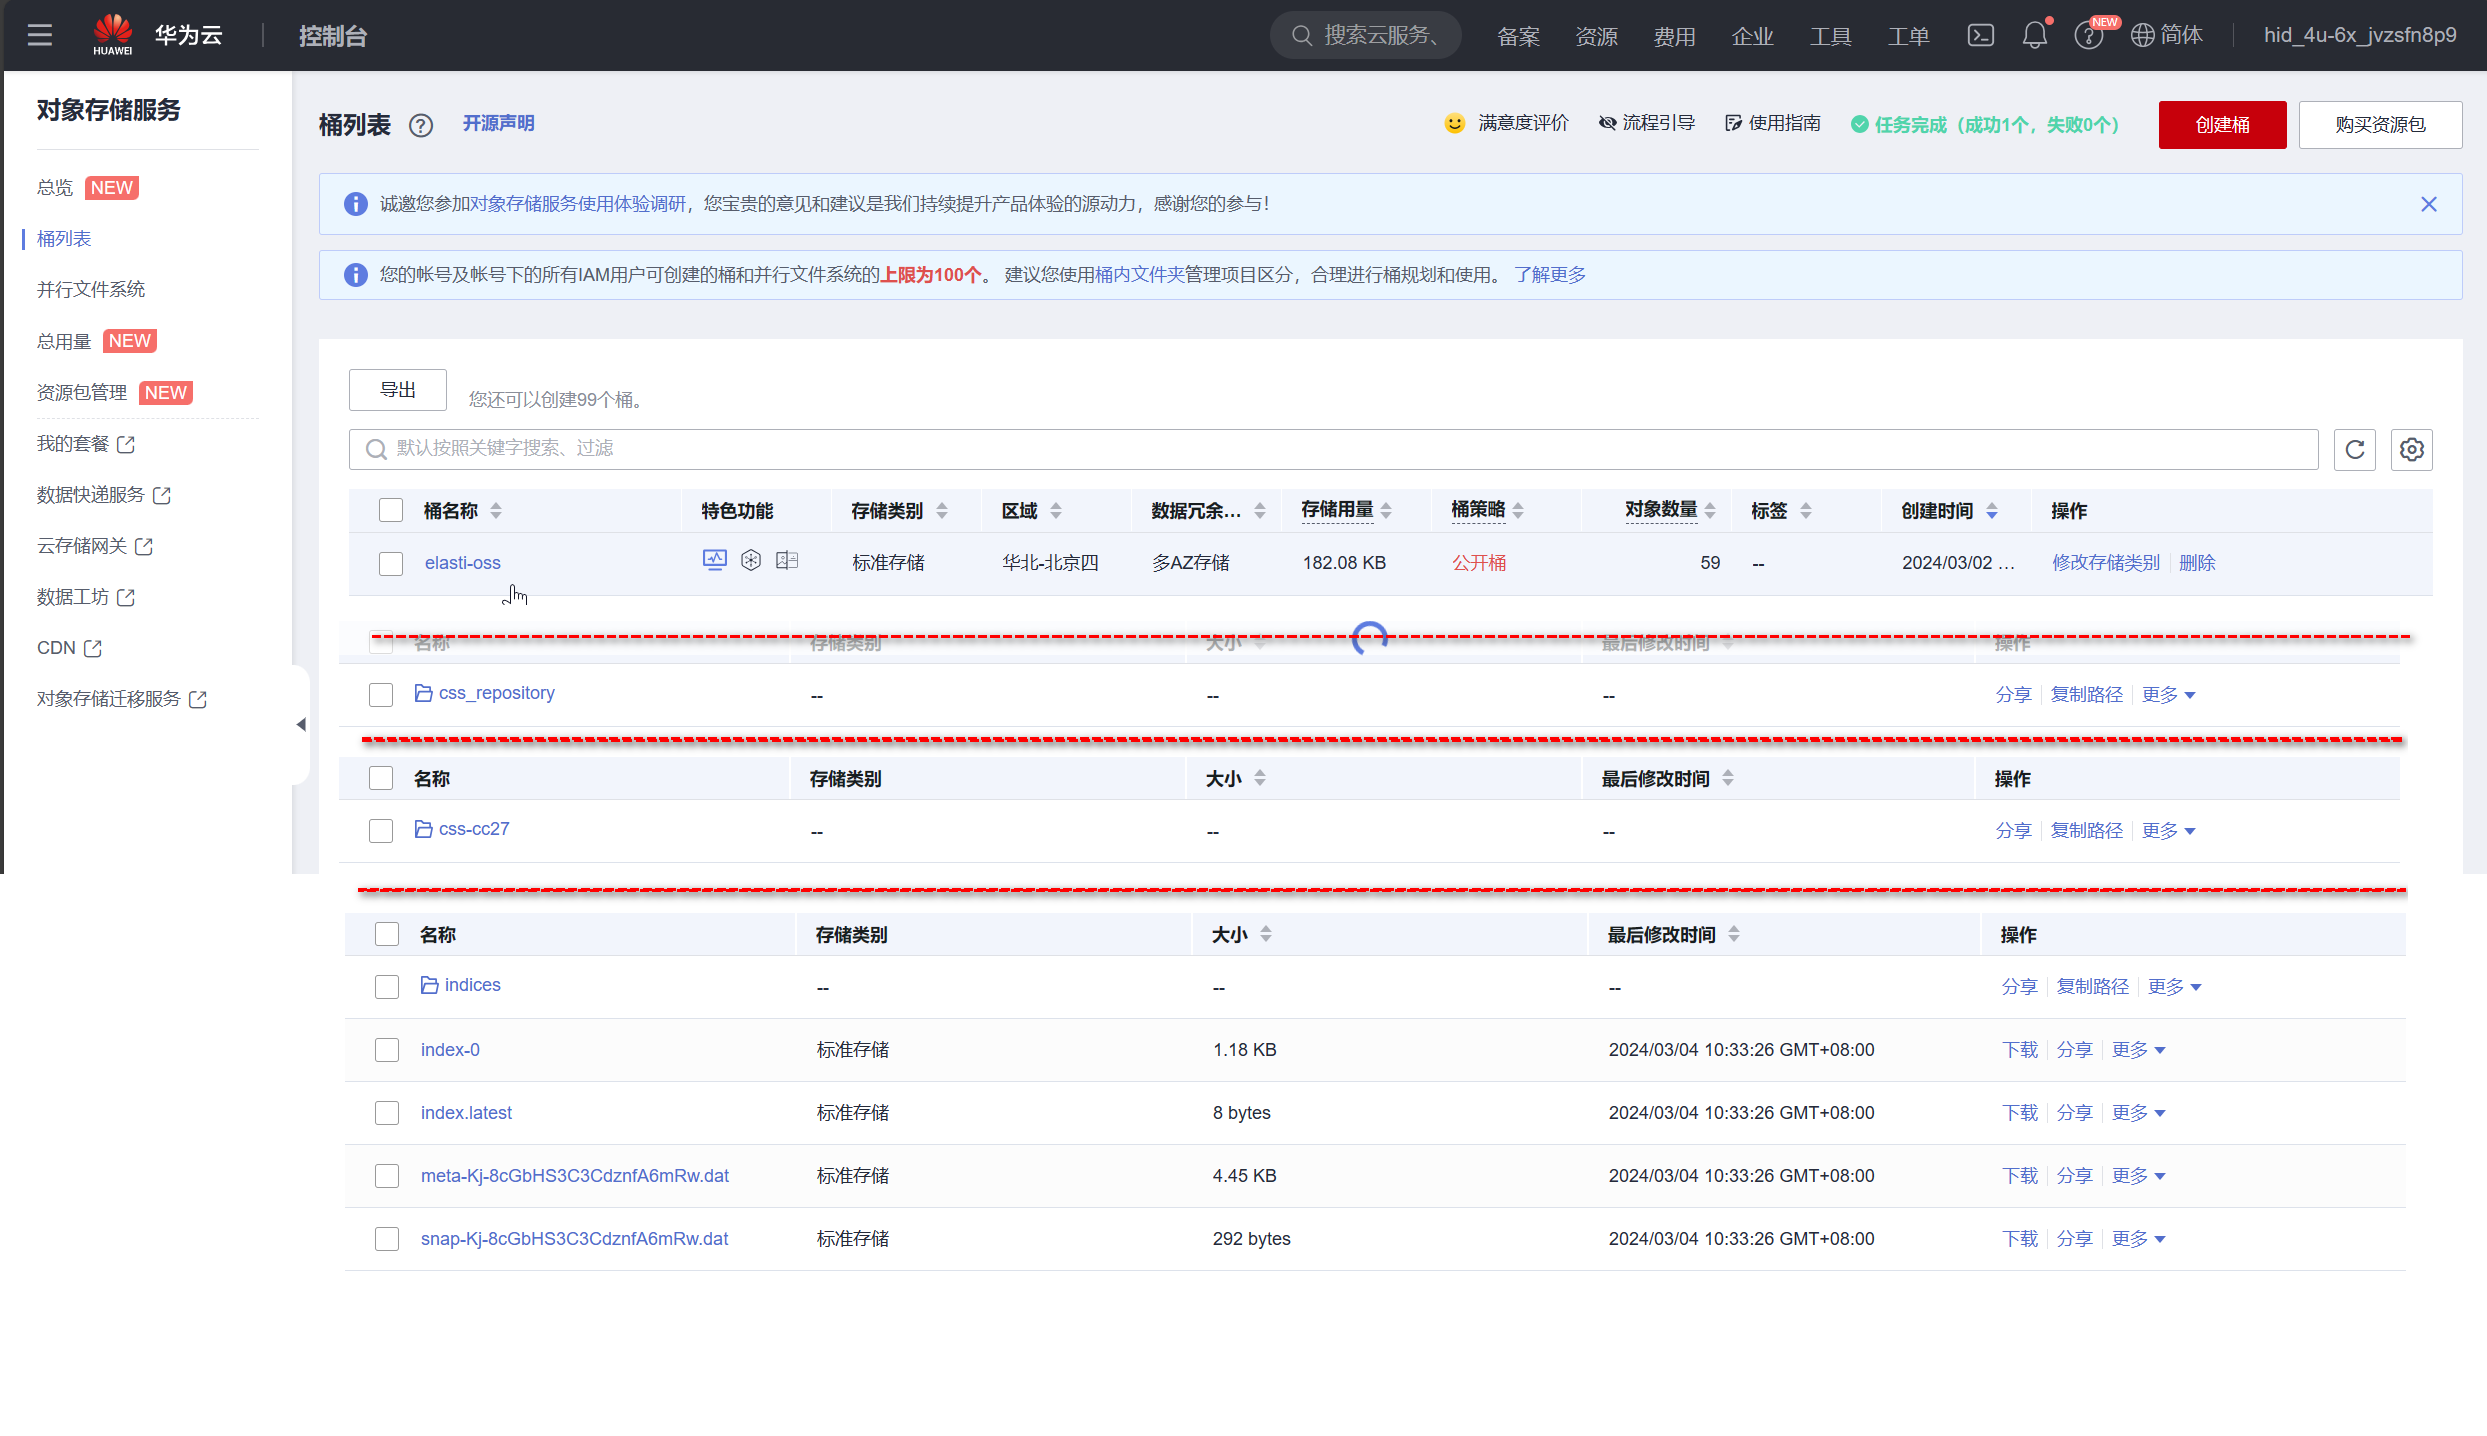 HUAWEI 华为云 控制台 搜索云服务、 备案 资源 费用 企业 工具 工单 NEW 简体 hid_4u-6x_jvzsfn8p9
对象存储服务
总览 NEW
桶列表
并行文件系统
总用量 NEW
资源包管理 NEW
我的套餐
数据快递服务
云存储网关
数据工坊
CDN
对象存储迁移服务
桶列表 开源声明 满意度评价 流程引导 使用指南 任务完成（成功1个，失败0个） 创建桶 购买资源包
诚邀您参加对象存储服务使用体验调研，您宝贵的意见和建议是我们持续提升产品体验的源动力，感谢您的参与！
您的帐号及帐号下的所有IAM用户可创建的桶和并行文件系统的上限为100个。 建议您使用桶内文件夹管理项目区分，合理进行桶规划和使用。 了解更多
导出 您还可以创建99个桶。
默认按照关键字搜索、过滤
桶名称 特色功能 存储类别 区域 数据冗余... 存储用量 桶策略 对象数量 标签 创建时间 操作
elasti-oss 标准存储 华北-北京四 多AZ存储 182.08 KB 公开桶 59 -- 2024/03/02 ... 修改存储类别 删除
名称 存储类别 大小 最后修改时间 操作
css_repository -- -- -- 分享 复制路径 更多
名称 存储类别 大小 最后修改时间 操作
css-cc27 -- -- -- 分享 复制路径 更多
名称 存储类别 大小 最后修改时间 操作
indices -- -- -- 分享 复制路径 更多
index-0 标准存储 1.18 KB 2024/03/04 10:33:26 GMT+08:00 下载 分享 更多
index.latest 标准存储 8 bytes 2024/03/04 10:33:26 GMT+08:00 下载 分享 更多
meta-Kj-8cGbHS3C3CdznfA6mRw.dat 标准存储 4.45 KB 2024/03/04 10:33:26 GMT+08:00 下载 分享 更多
snap-Kj-8cGbHS3C3CdznfA6mRw.dat 标准存储 292 bytes 2024/03/04 10:33:26 GMT+08:00 下载 分享 更多